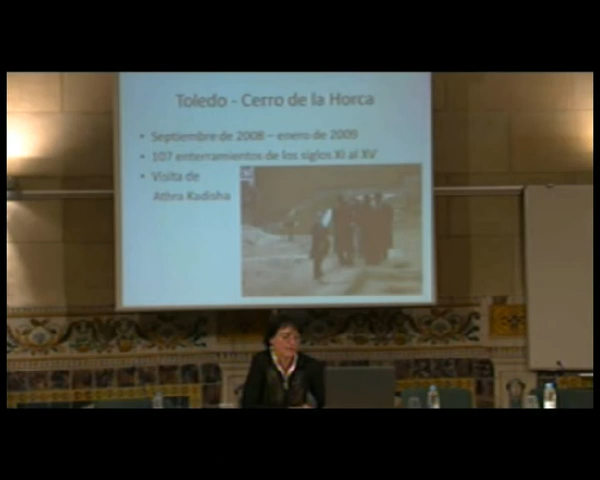 Toledo - Cerro de la Horca
• Septiembre de 2008 – enero de 2009
• 107 enterramientos de los siglos XI al XV
• Visita de
Athra Kadisha